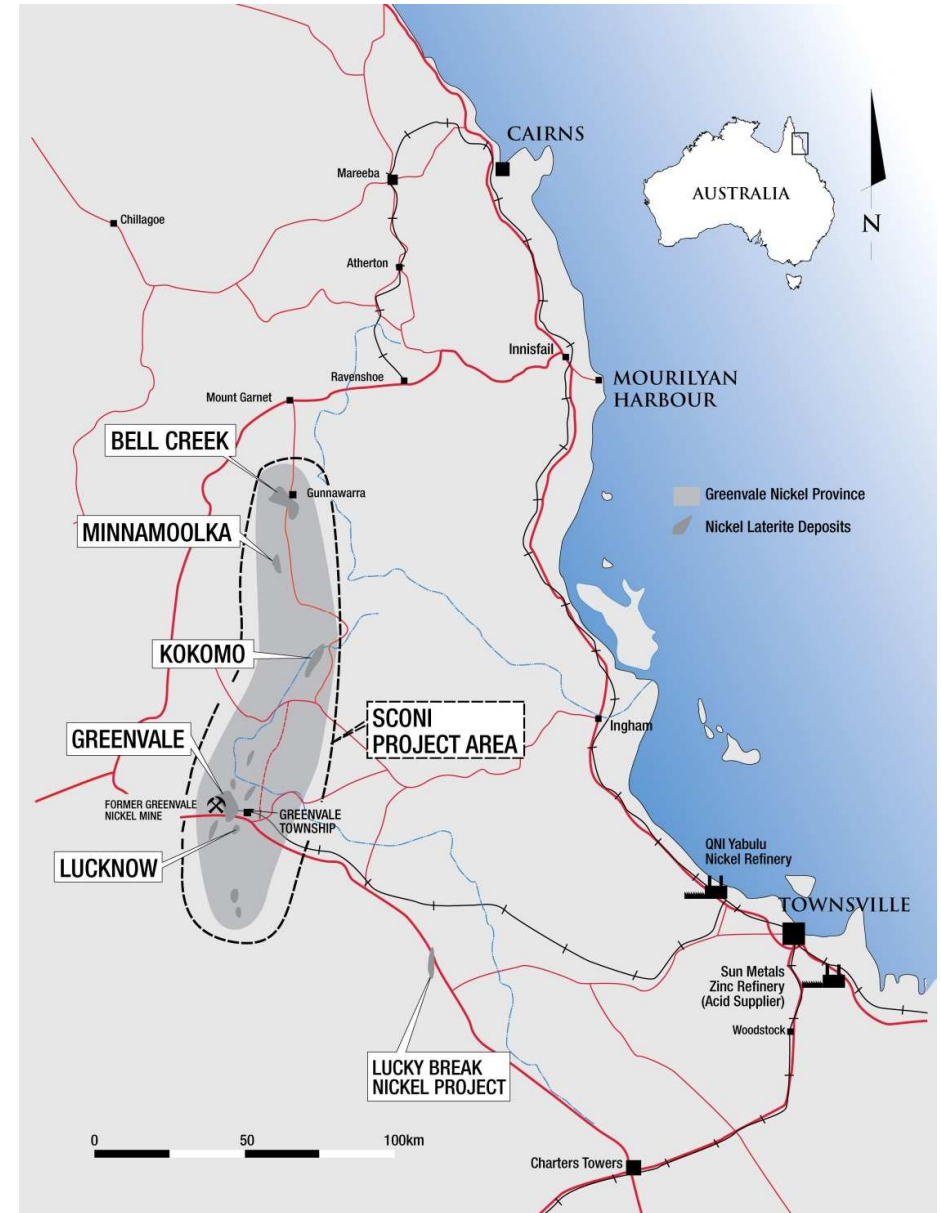 CAIRNS
Mareeba
AUSTRALIA
N
Chillagoe
Atherton
Innisfail
Ravenshoe
MOURILYAN
HARBOUR
Mount Garnet
BELL CREEK
Gunnawarra
Greenvale Nickel Province
Nickel Laterite Deposits
MINNAMOOLKA
KOKOMO
SCONI
PROJECT AREA
Ingham
GREENVALE
FORMER GREENVALE
NICKEL MINE
GREENVALE
TOWNSHIP
LUCKNOW
QNI Yabulu
Nickel Refinery
TOWNSVILLE
Sun Metals
Zinc Refinery
(Acid Supplier)
Woodstock
LUCKY BREAK
NICKEL PROJECT
0 50 100km
Charters Towers